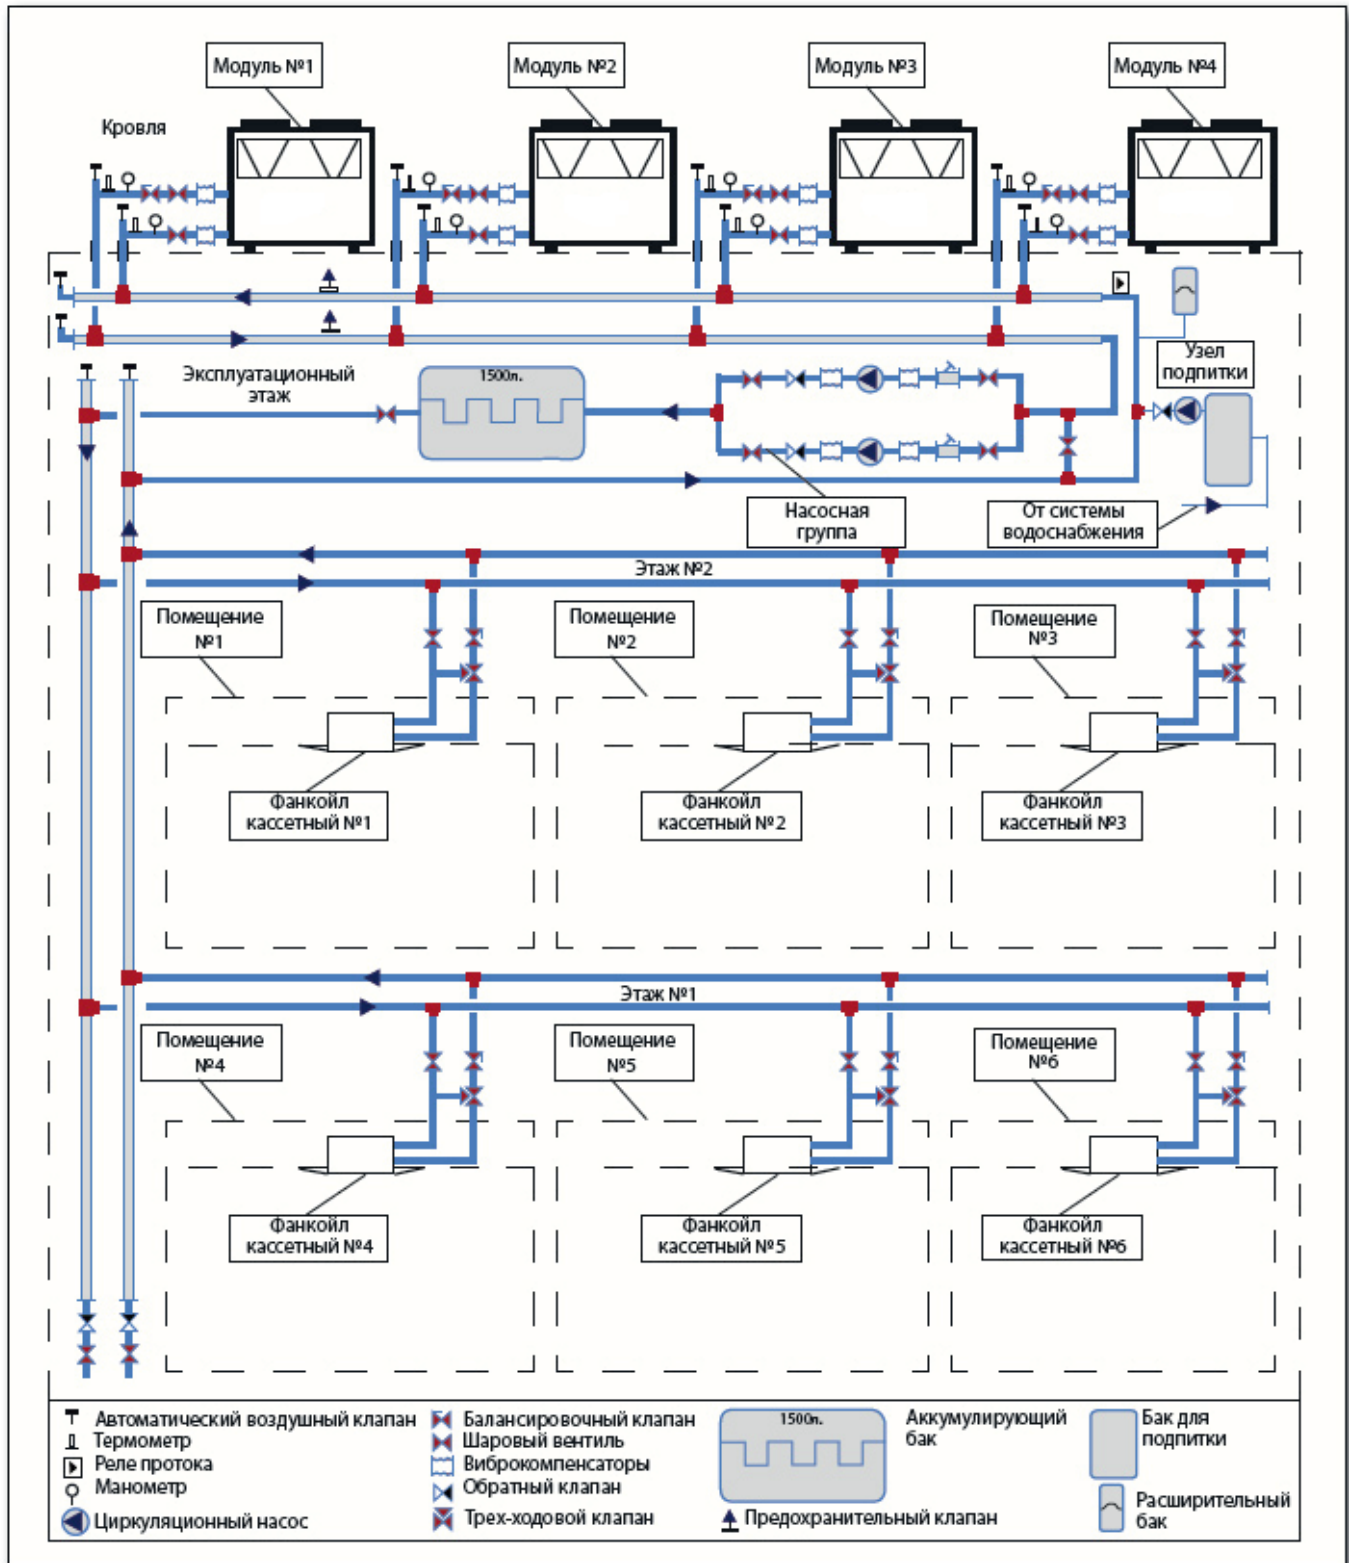 Модуль №1
Модуль №2
Модуль №3
Модуль №4
Кровля
Эксплуатационный
этаж
1500л.
Узел
подпитки
Насосная
группа
От системы
водоснабжения
Этаж №2
Помещение
№1
Помещение
№2
Помещение
№3
Фанкойл
кассетный №1
Фанкойл
кассетный №2
Фанкойл
кассетный №3
Этаж №1
Помещение
№4
Помещение
№5
Помещение
№6
Фанкойл
кассетный №4
Фанкойл
кассетный №5
Фанкойл
кассетный №6
Автоматический воздушный клапан
Термометр
Реле протока
Манометр
Циркуляционный насос
Балансировочный клапан
Шаровый вентиль
Виброкомпенсаторы
Обратный клапан
Трех-ходовой клапан
1500л.
Аккумулирующий
бак
Предохранительный клапан
Бак для
подпитки
Расширительный
бак